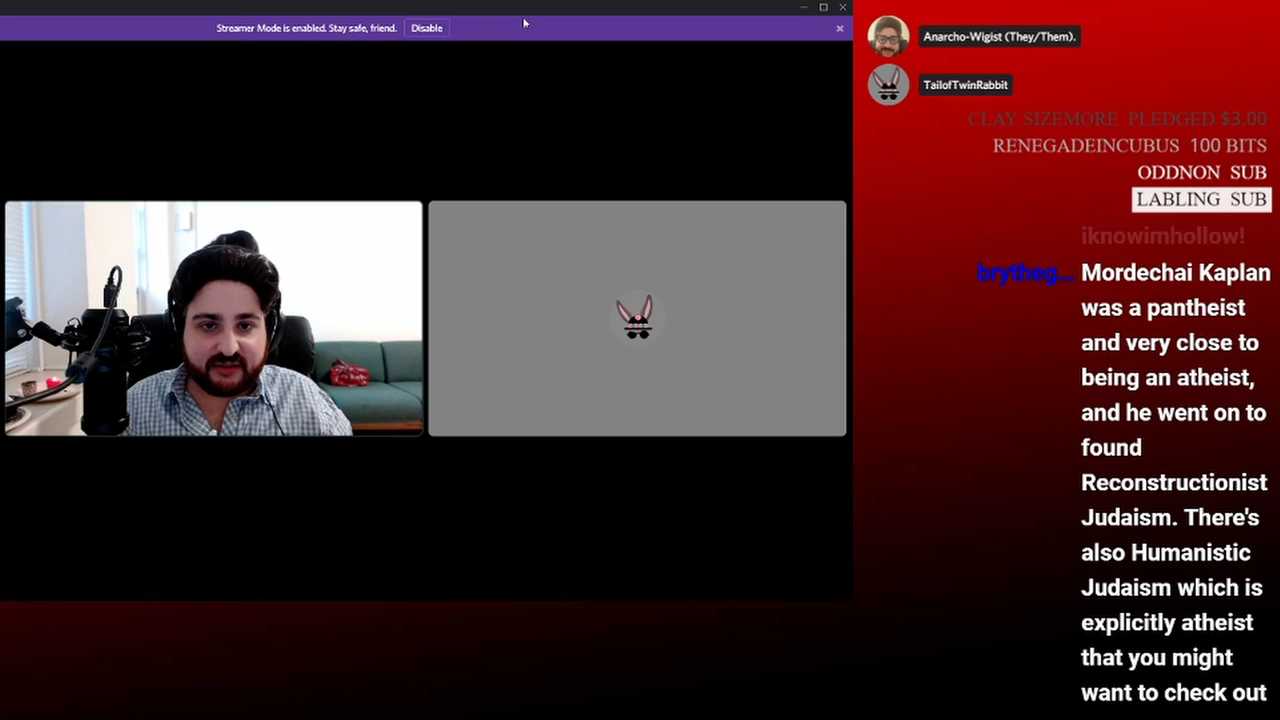 Streamer Mode is enabled. Stay safe, friend.
Disable
Anarcho-Wigist (They/Them).
TailofTwinRabbit
CLAY SIZEMORE PLEDGED $3.00
RENEGADEINCUBUS 100 BITS
ODDNON SUB
LABLING SUB
iknowimhollow!
brytheg... Mordechai Kaplan
was a pantheist
and very close to
being an atheist,
and he went on to
found
Reconstructionist
Judaism. There's
also Humanistic
Judaism which is
explicitly atheist
that you might
want to check out